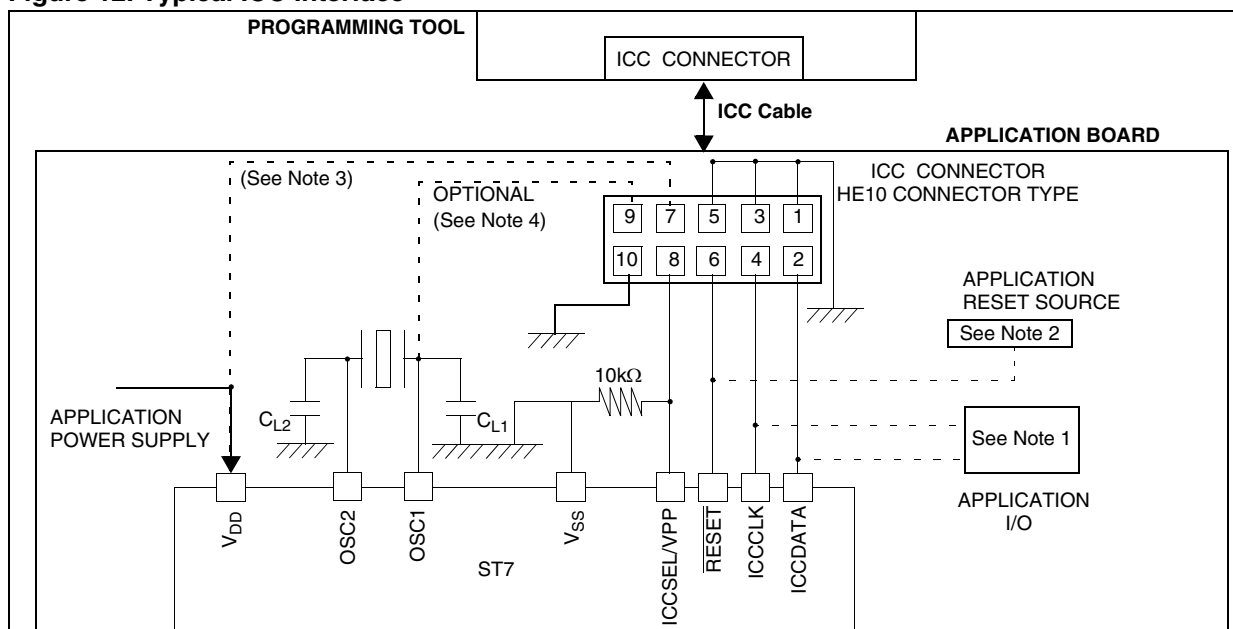 PROGRAMMING TOOL
ICC CONNECTOR
ICC Cable
APPLICATION BOARD
(See Note 3)
OPTIONAL
(See Note 4)
ICC CONNECTOR
HE10 CONNECTOR TYPE
9 7 5 3 1
10 8 6 4 2
APPLICATION
RESET SOURCE
See Note 2
10kΩ
APPLICATION
POWER SUPPLY
CL2
CL1
See Note 1
APPLICATION
I/O
VDD
OSC2
OSC1
VSS
ICCSEL/VPP
RESET
ICCCLK
ICCDATA
ST7